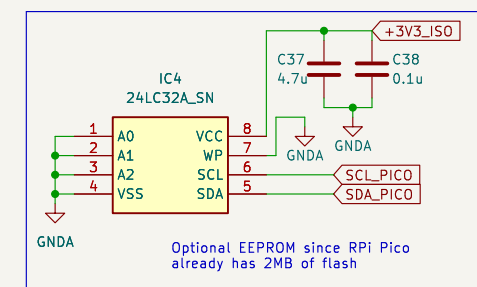 +3V3_ISO
C37
C38
4.7u
0.1u
IC4
24LC32A_SN
GNDA
1 A0 VCC 8
2 A1 WP 7
GNDA
3 A2 SCL 6 SCL_PICO
4 VSS SDA 5 SDA_PICO
GNDA
Optional EEPROM since RPi Pico
already has 2MB of flash